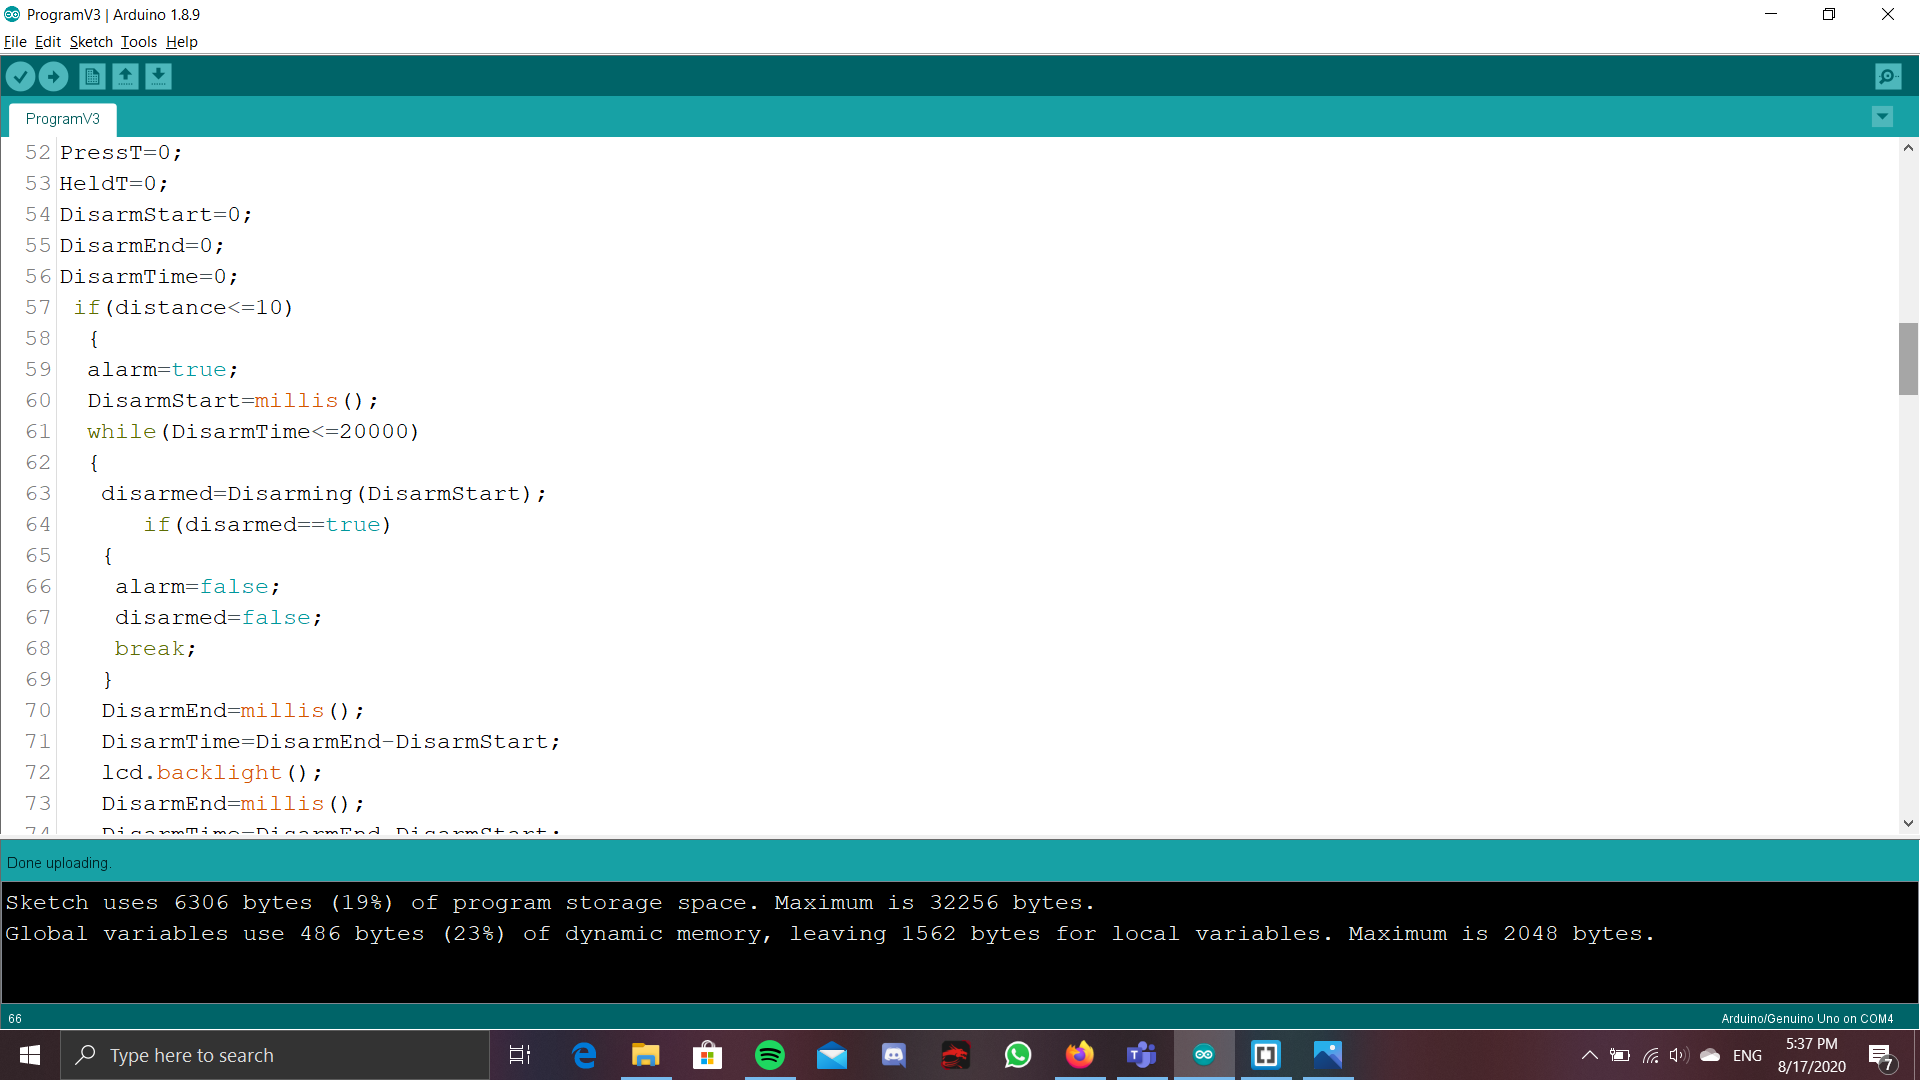 ProgramV3 | Arduino 1.8.9
File Edit Sketch Tools Help
ProgramV3
52 PressT=0;
53 HeldT=0;
54 DisarmStart=0;
55 DisarmEnd=0;
56 DisarmTime=0;
57 if(distance<=10)
58 {
59 alarm=true;
60 DisarmStart=millis();
61 while(DisarmTime<=20000)
62 {
63 disarmed=Disarming(DisarmStart);
64 if(disarmed==true)
65 {
66 alarm=false;
67 disarmed=false;
68 break;
69 }
70 DisarmEnd=millis();
71 DisarmTime=DisarmEnd-DisarmStart;
72 lcd.backlight();
73 DisarmEnd=millis();
74 DisarmTime=DisarmEnd-DisarmStart;
Done uploading.
Sketch uses 6306 bytes (19%) of program storage space. Maximum is 32256 bytes.
Global variables use 486 bytes (23%) of dynamic memory, leaving 1562 bytes for local variables. Maximum is 2048 bytes.
66 Arduino/Genuino Uno on COM4
Type here to search
ENG
5:37 PM
8/17/2020
7